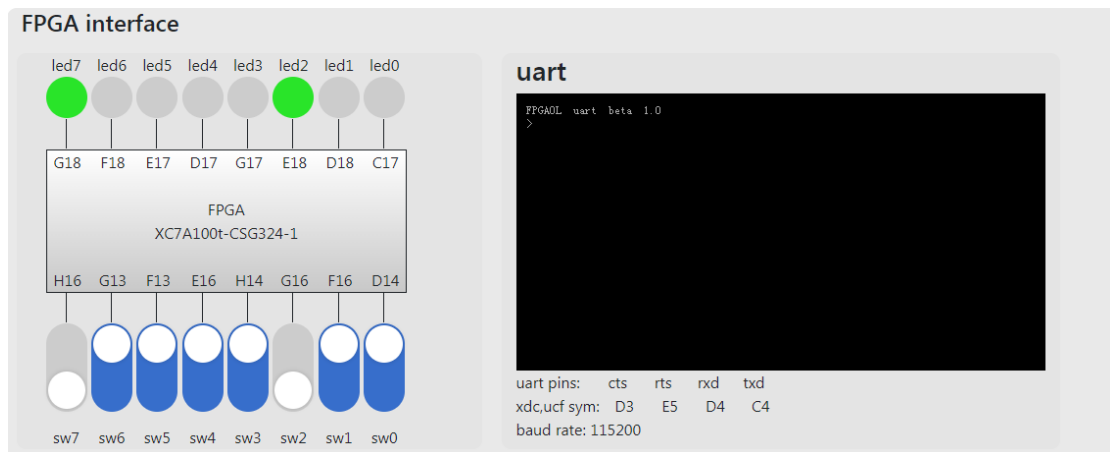 FPGA interface
led7 led6 led5 led4 led3 led2 led1 led0
G18 F18 E17 D17 G17 E18 D18 C17
FPGA
XC7A100t-CSG324-1
H16 G13 F13 E16 H14 G16 F16 D14
sw7 sw6 sw5 sw4 sw3 sw2 sw1 sw0
uart
FPGAOL uart beta 1.0
>
uart pins: cts rts rxd txd
xdc,ucf sym: D3 E5 D4 C4
baud rate: 115200